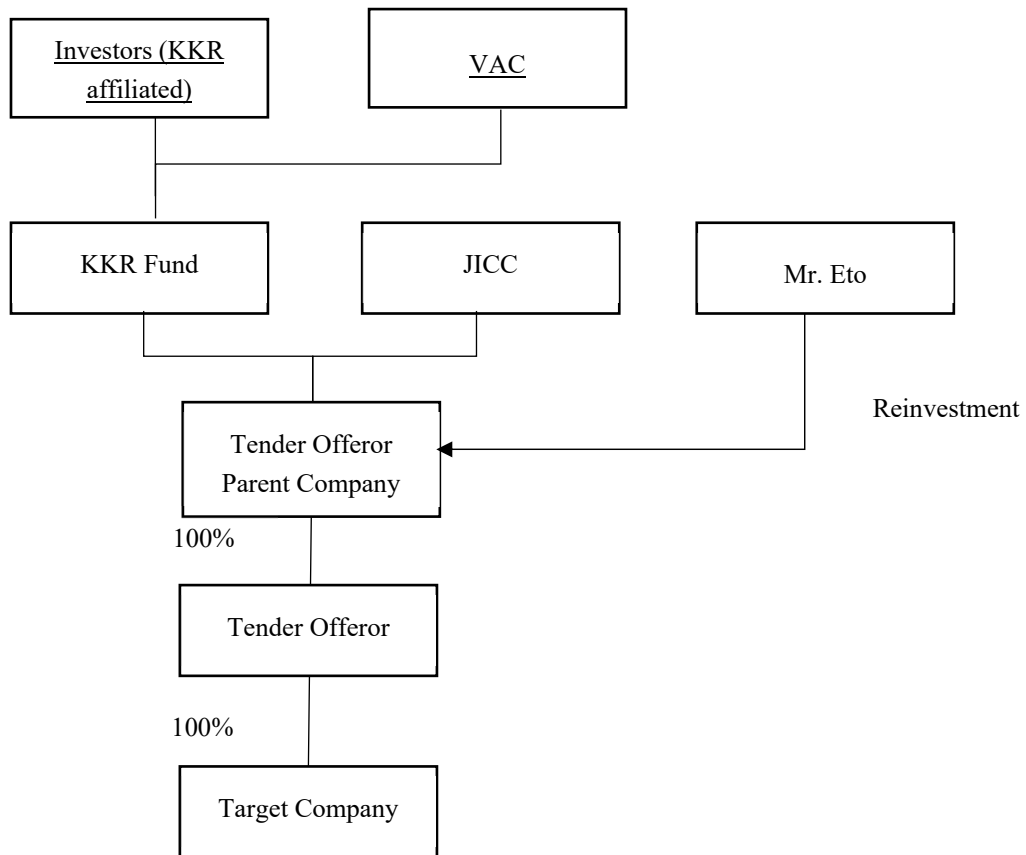 Investors (KKR
affiliated)
VAC
KKR Fund
JICC
Mr. Eto
Reinvestment
Tender Offeror
Parent Company
100%
Tender Offeror
100%
Target Company